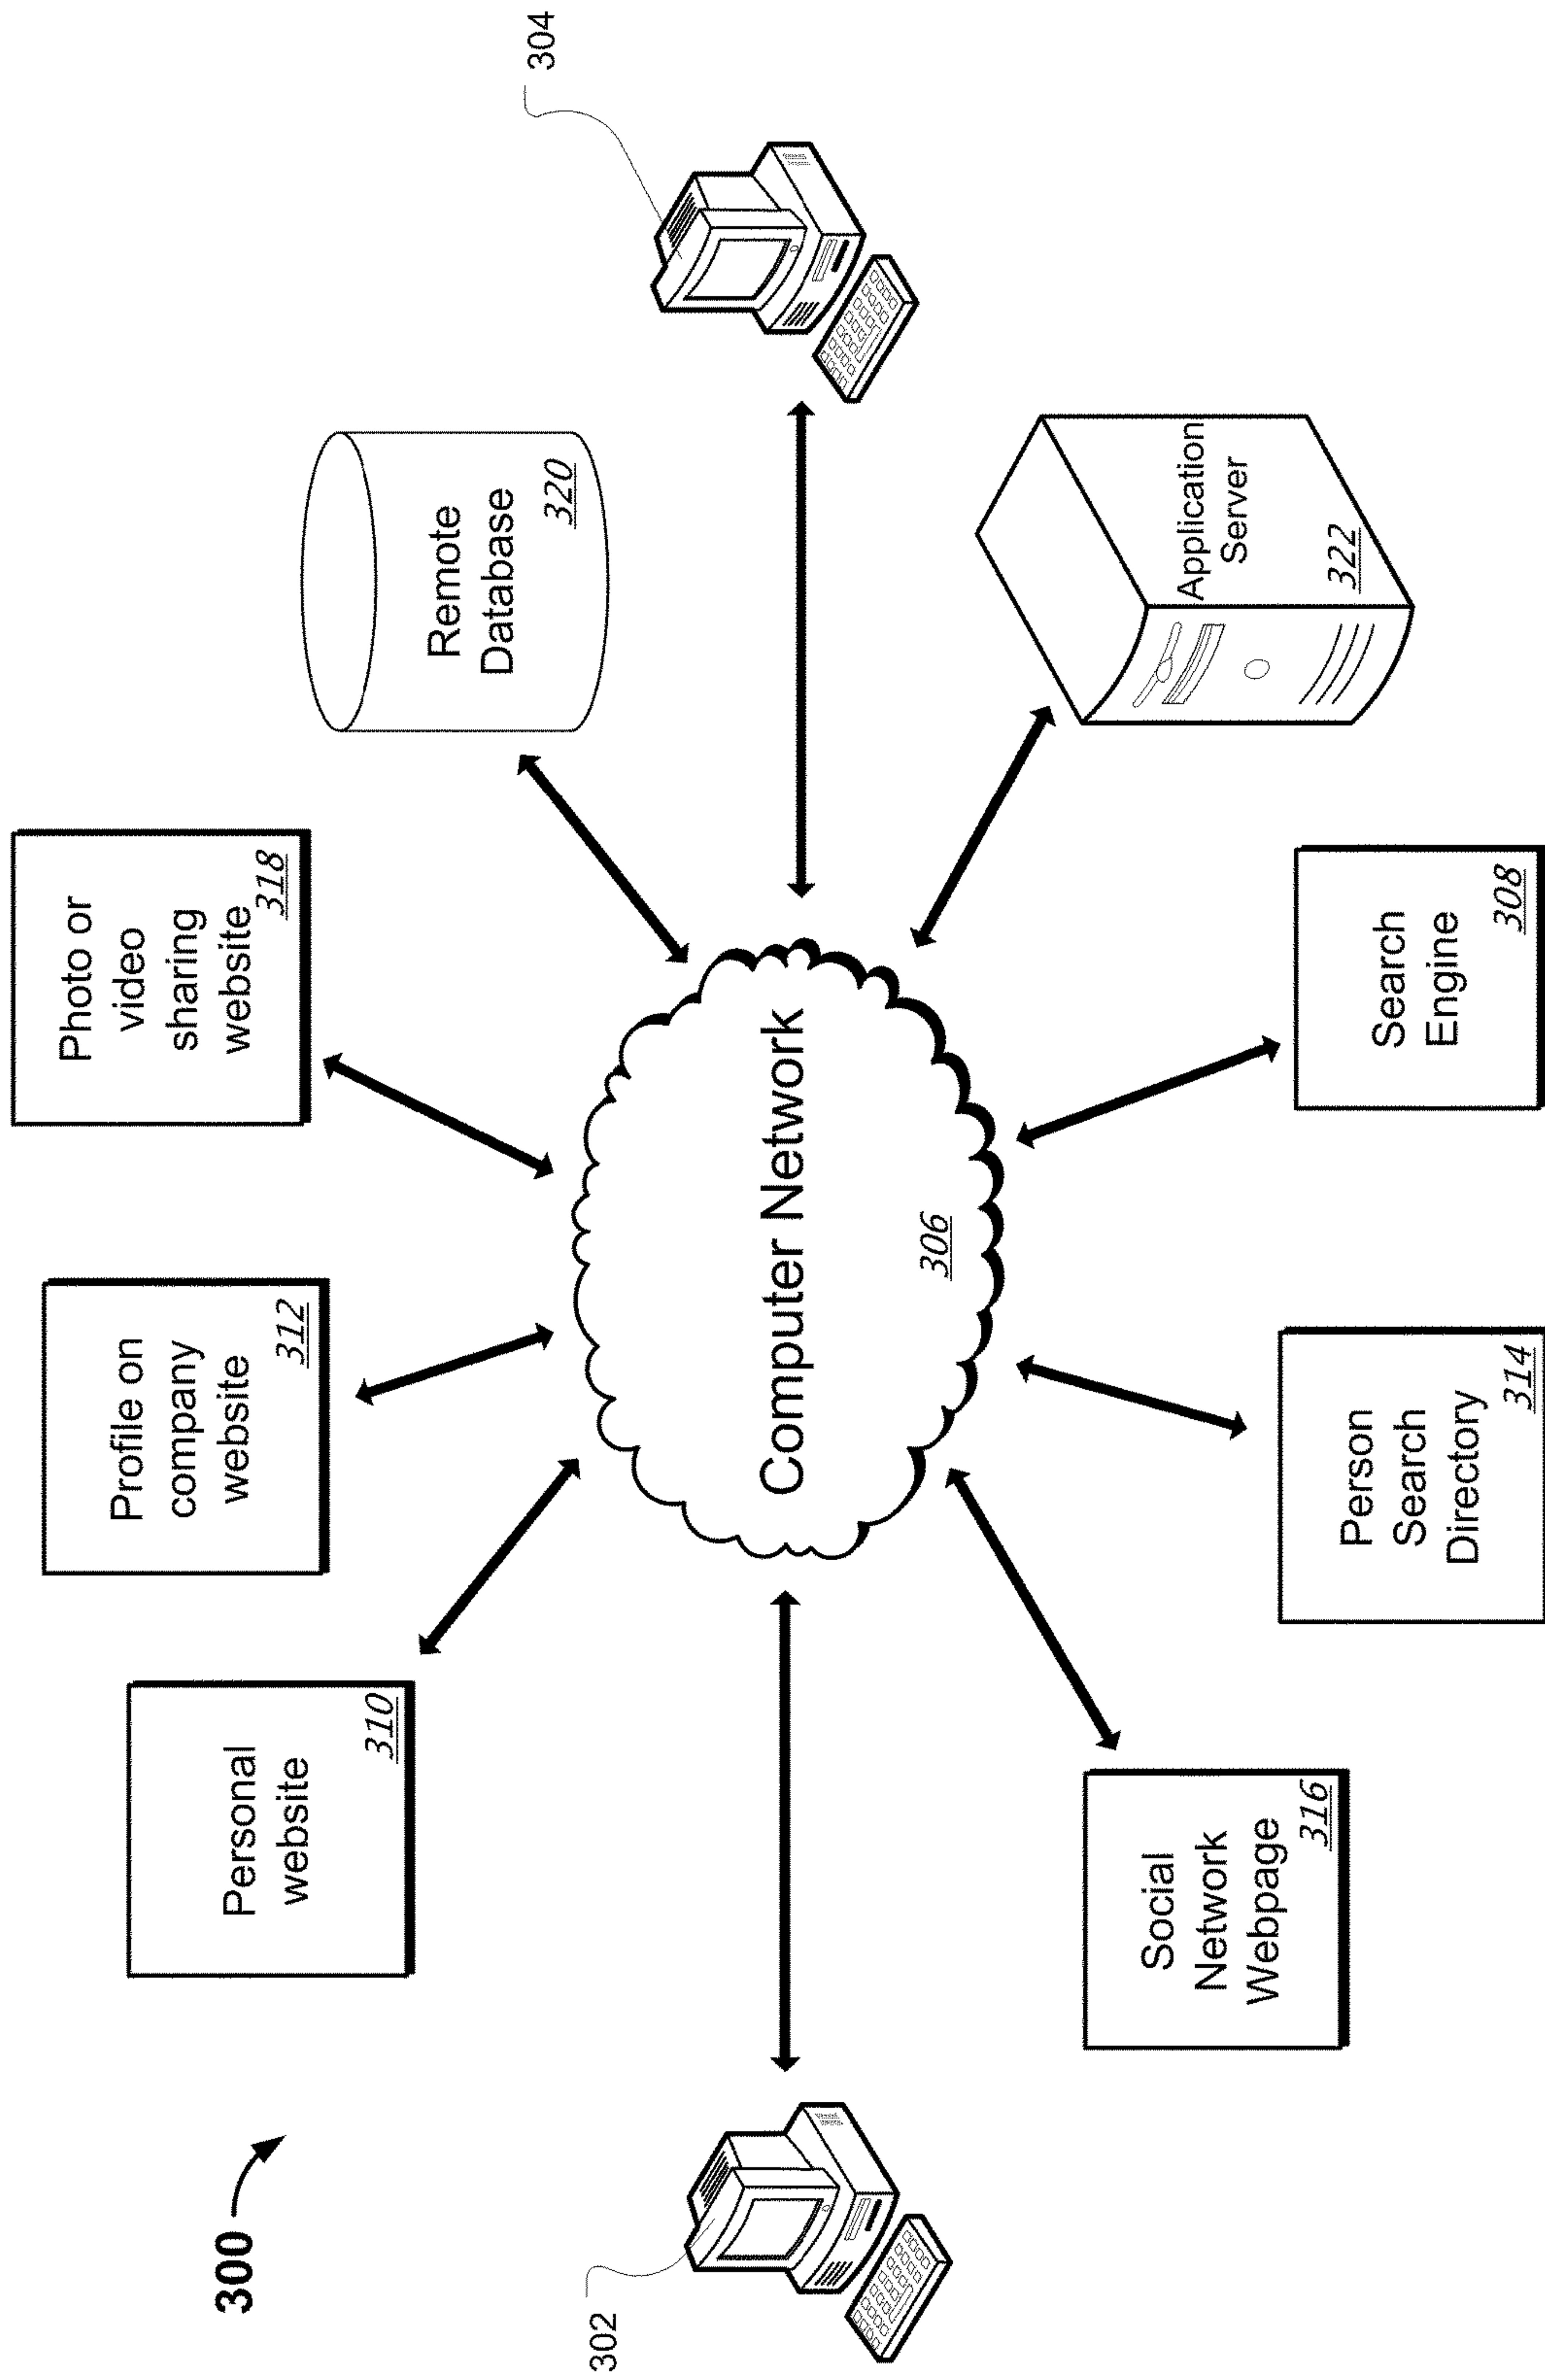 300
Personal
website
310
Profile on
company
website
312
Photo or
video
sharing
website
318
Remote
Database
320
304
302
Computer Network
306
Social
Network
Webpage
316
Person
Search
Directory
314
Search
Engine
308
Application
Server
322